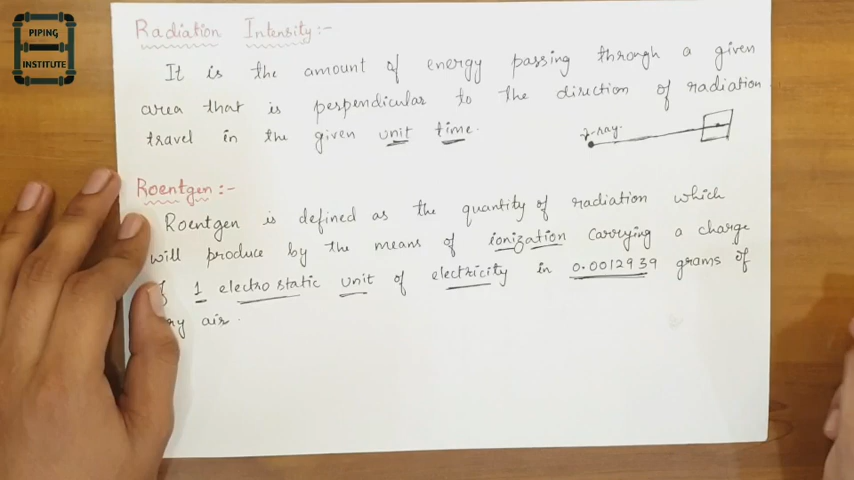 PIPING
INSTITUTE
Radiation Intensity :-
It is the amount of energy passing through a given
area that is perpendicular to the direction of radiation
travel in the given unit time.
γ-ray.
Roentgen :-
Roentgen is defined as the quantity of radiation which
will produce by the means of ionization carrying a charge
1 electro static unit of electricity in 0.0012939 grams of
air.